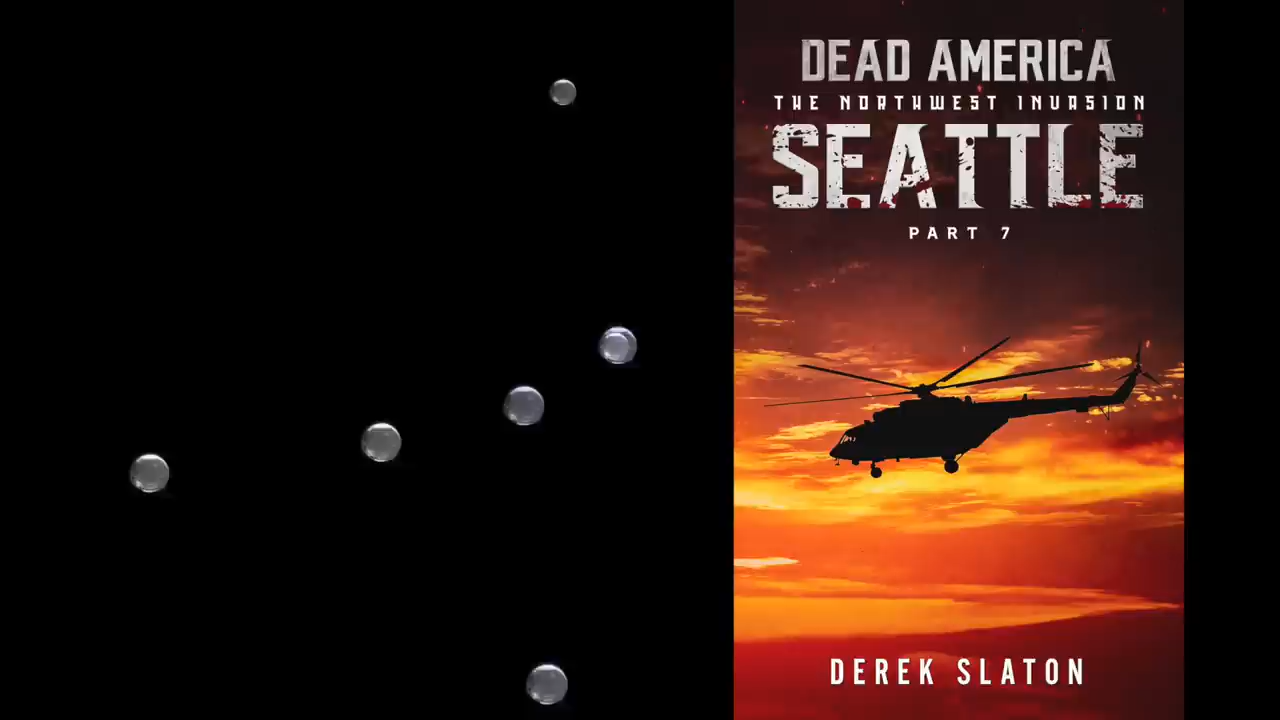 DEAD AMERICA
THE NORTHWEST INVASION
SEATTLE
PART 7
DEREK SLATON